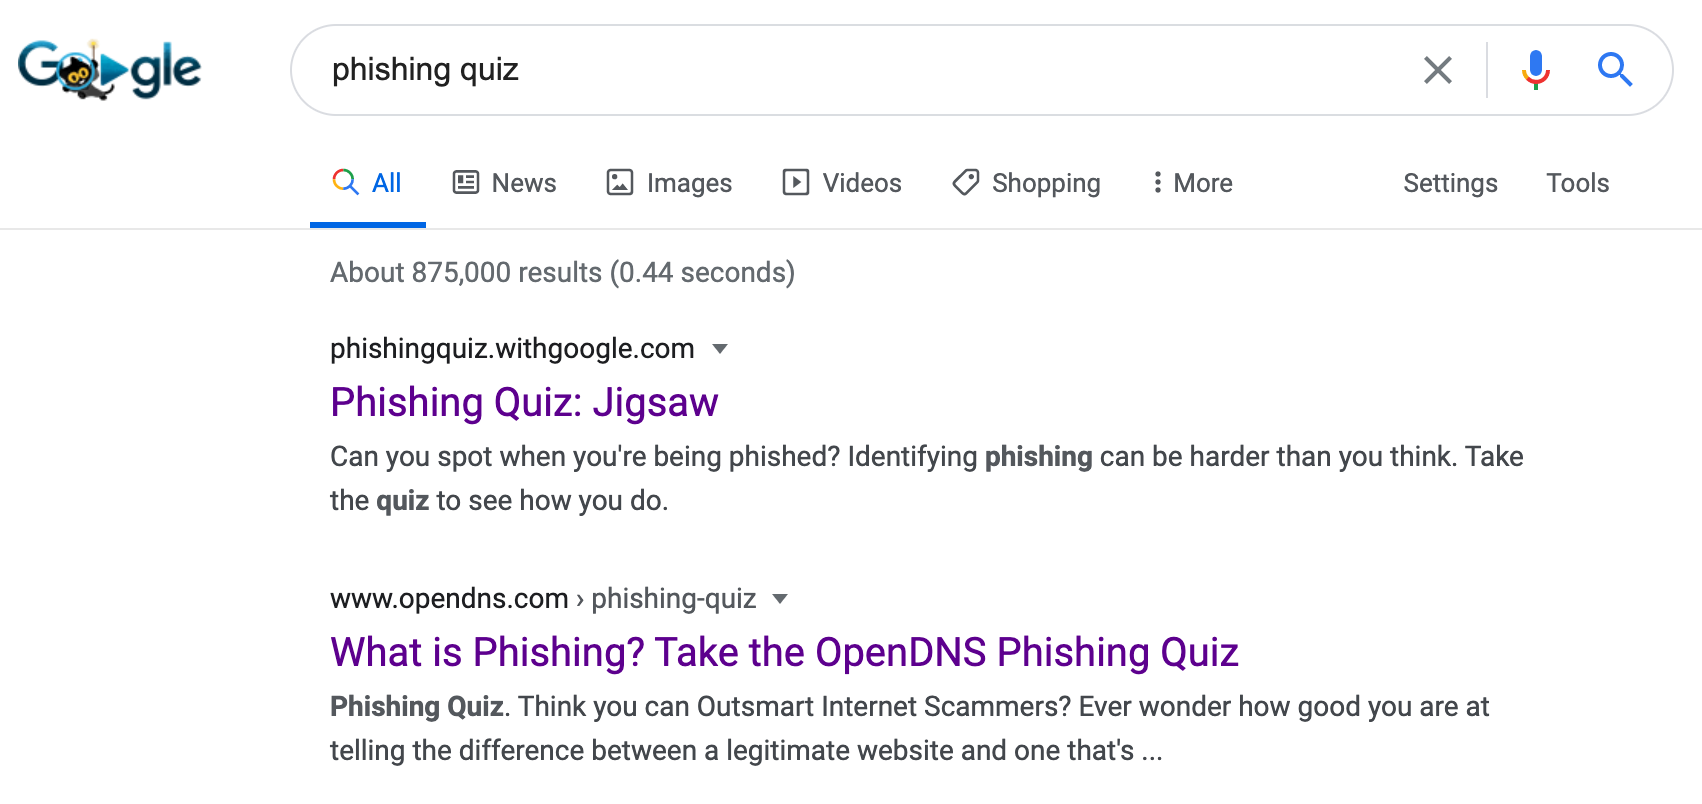 Google
phishing quiz
All News Images Videos Shopping More Settings Tools
About 875,000 results (0.44 seconds)
phishingquiz.withgoogle.com
Phishing Quiz: Jigsaw
Can you spot when you're being phished? Identifying phishing can be harder than you think. Take
the quiz to see how you do.
www.opendns.com › phishing-quiz
What is Phishing? Take the OpenDNS Phishing Quiz
Phishing Quiz. Think you can Outsmart Internet Scammers? Ever wonder how good you are at
telling the difference between a legitimate website and one that's ...